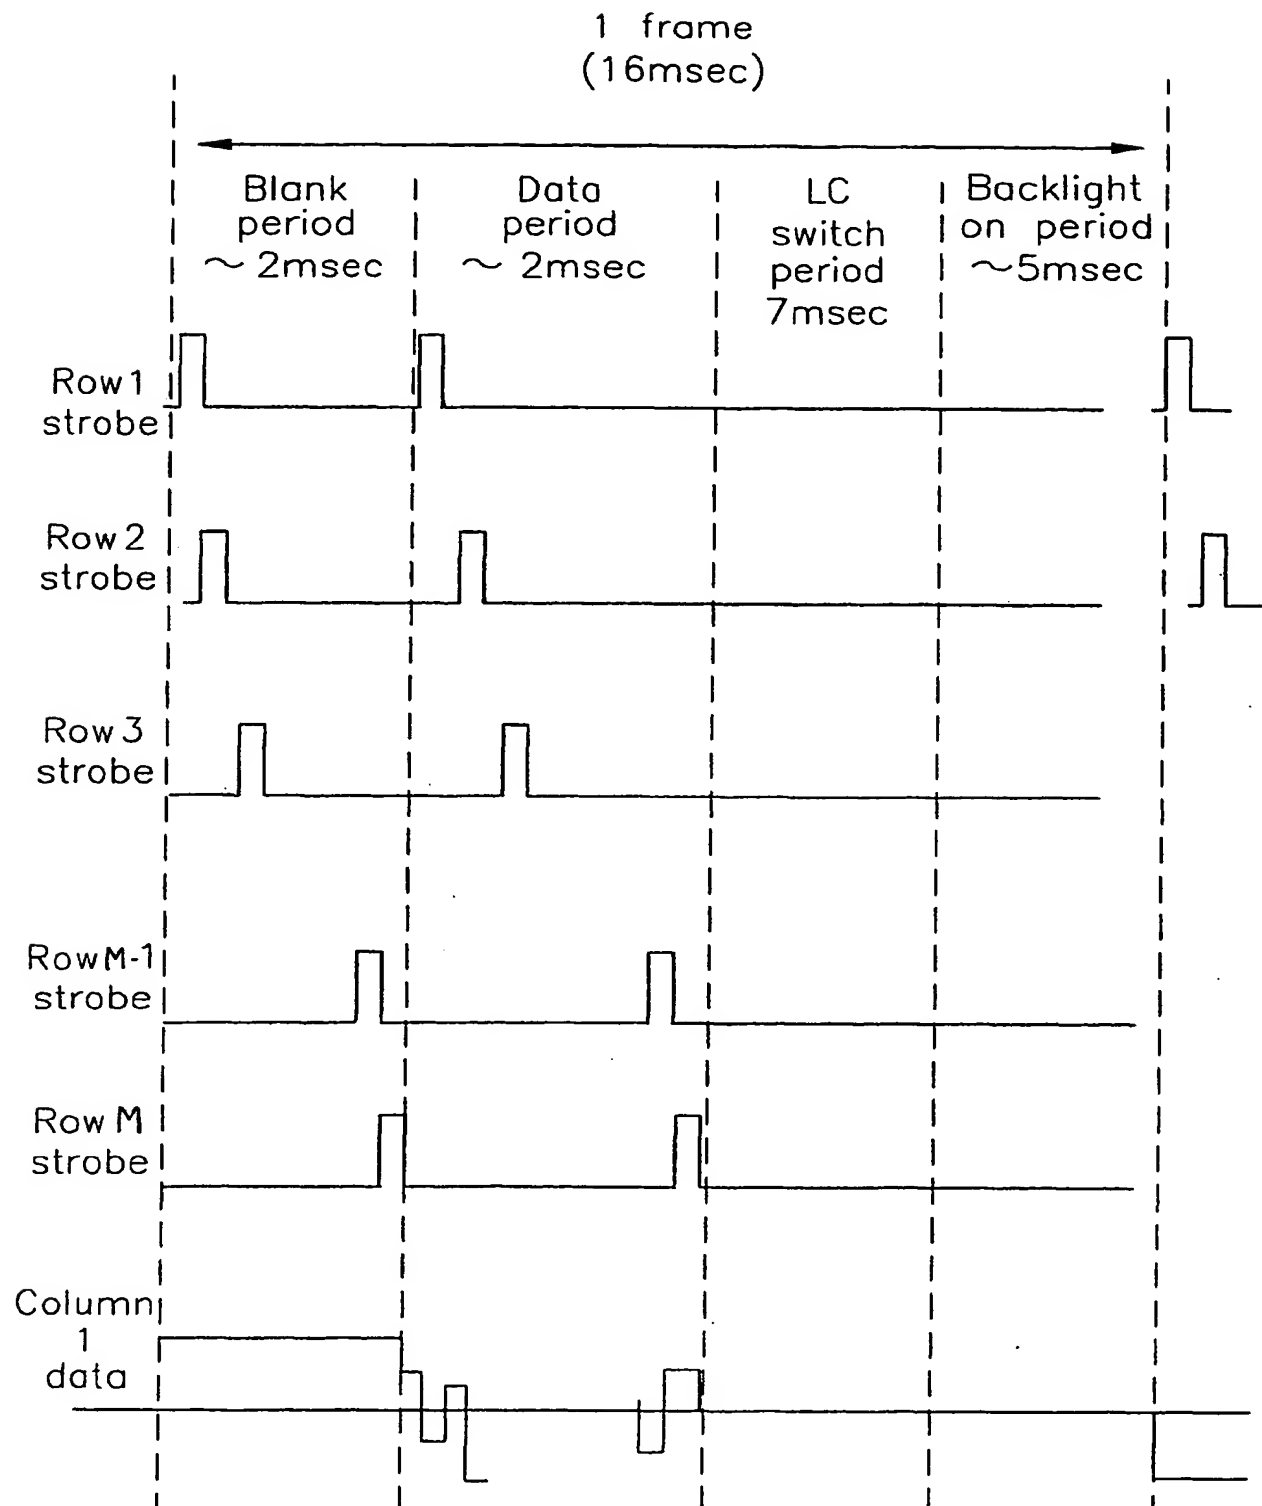 1 frame
(16msec)
Blank
period
~ 2msec
Data
period
~ 2msec
LC
switch
period
7msec
Backlight
on period
~5msec
Row 1
strobe
Row 2
strobe
Row 3
strobe
Row M-1
strobe
Row M
strobe
Column
1
data